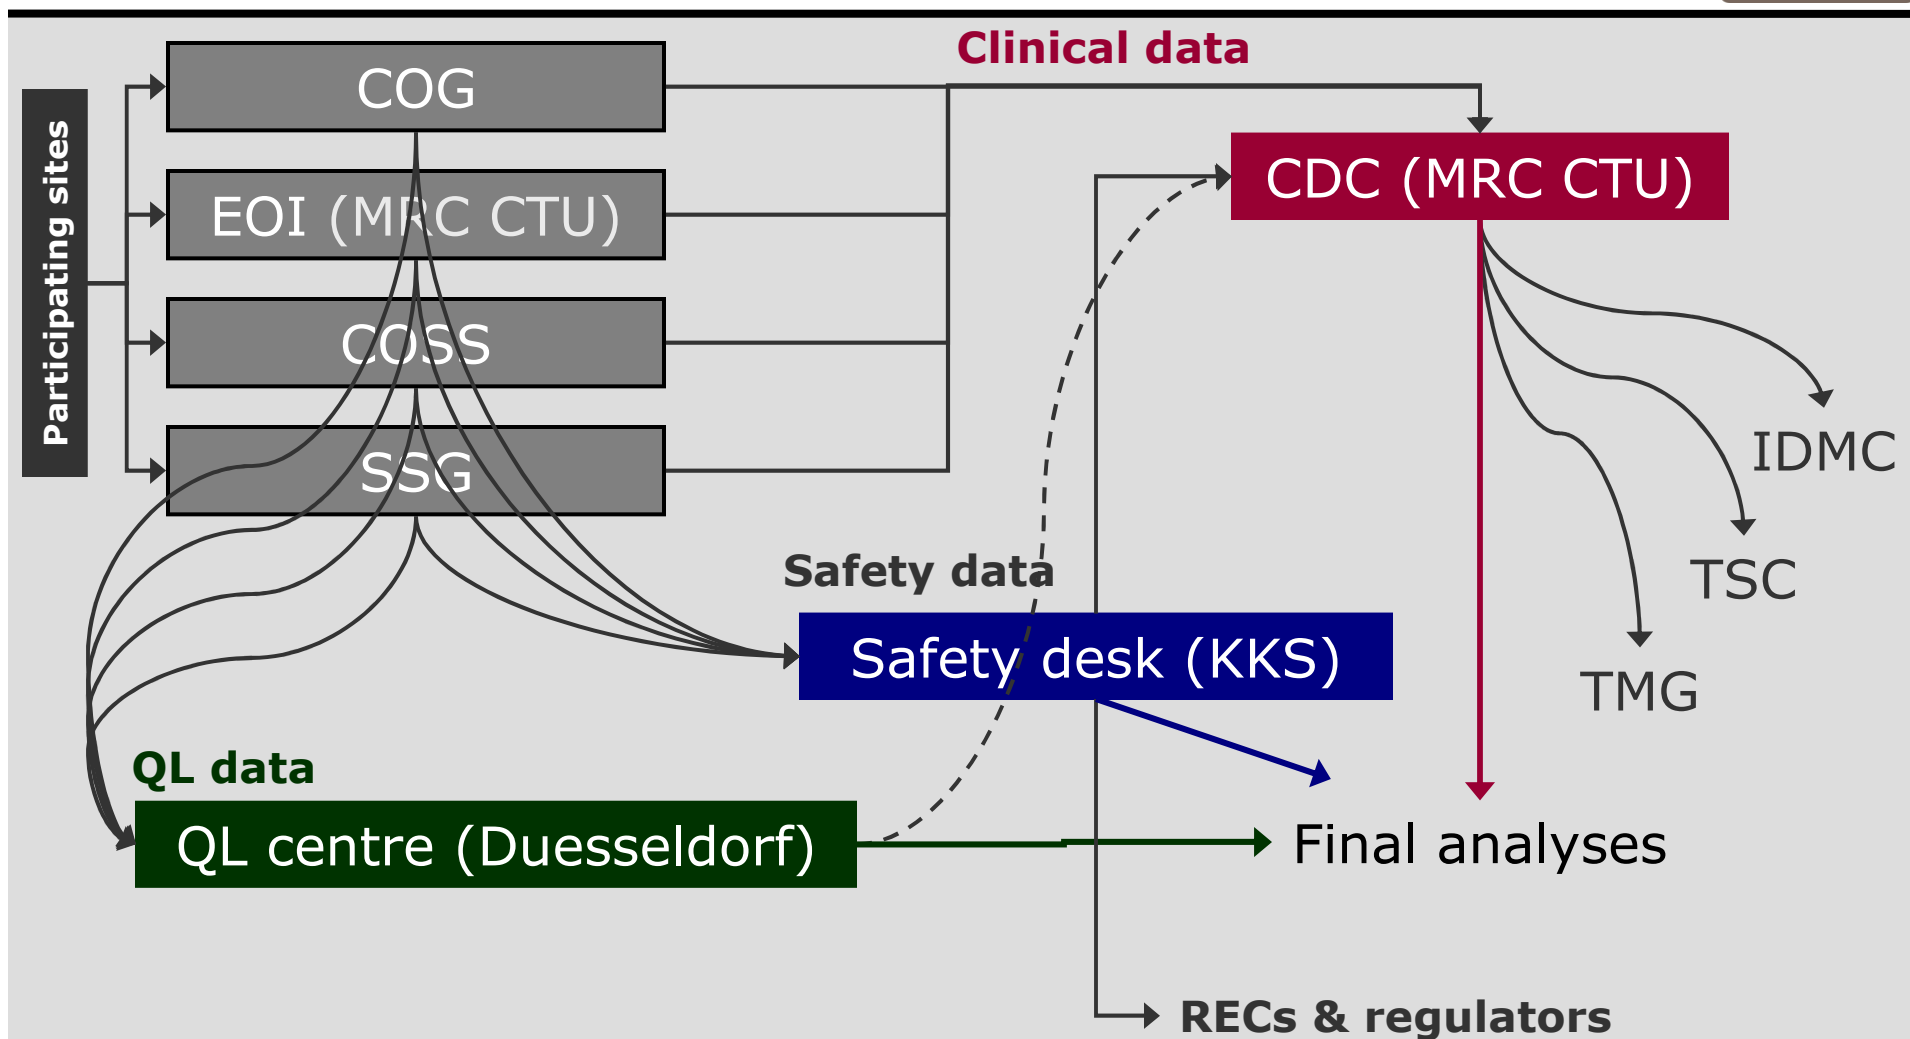 Clinical data
Participating sites
COG
EOI (MRC CTU)
COSS
SSG
CDC (MRC CTU)
IDMC
TSC
TMG
Safety data
Safety desk (KKS)
QL data
QL centre (Duesseldorf)
Final analyses
RECs & regulators